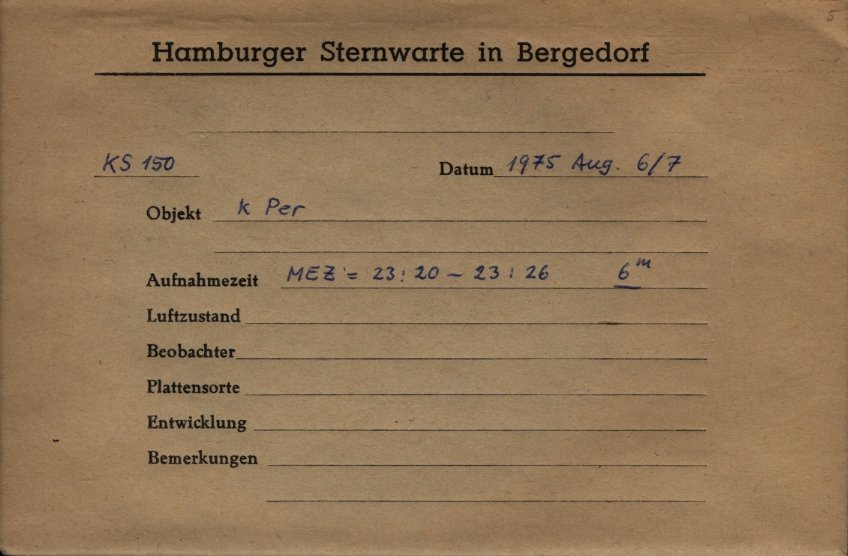 5
Hamburger Sternwarte in Bergedorf
KS 150 Datum 1975 Aug. 6/7
Objekt k Per
Aufnahmezeit MEZ = 23:20 - 23:26 6m
Luftzustand
Beobachter
Plattensorte
Entwicklung
Bemerkungen